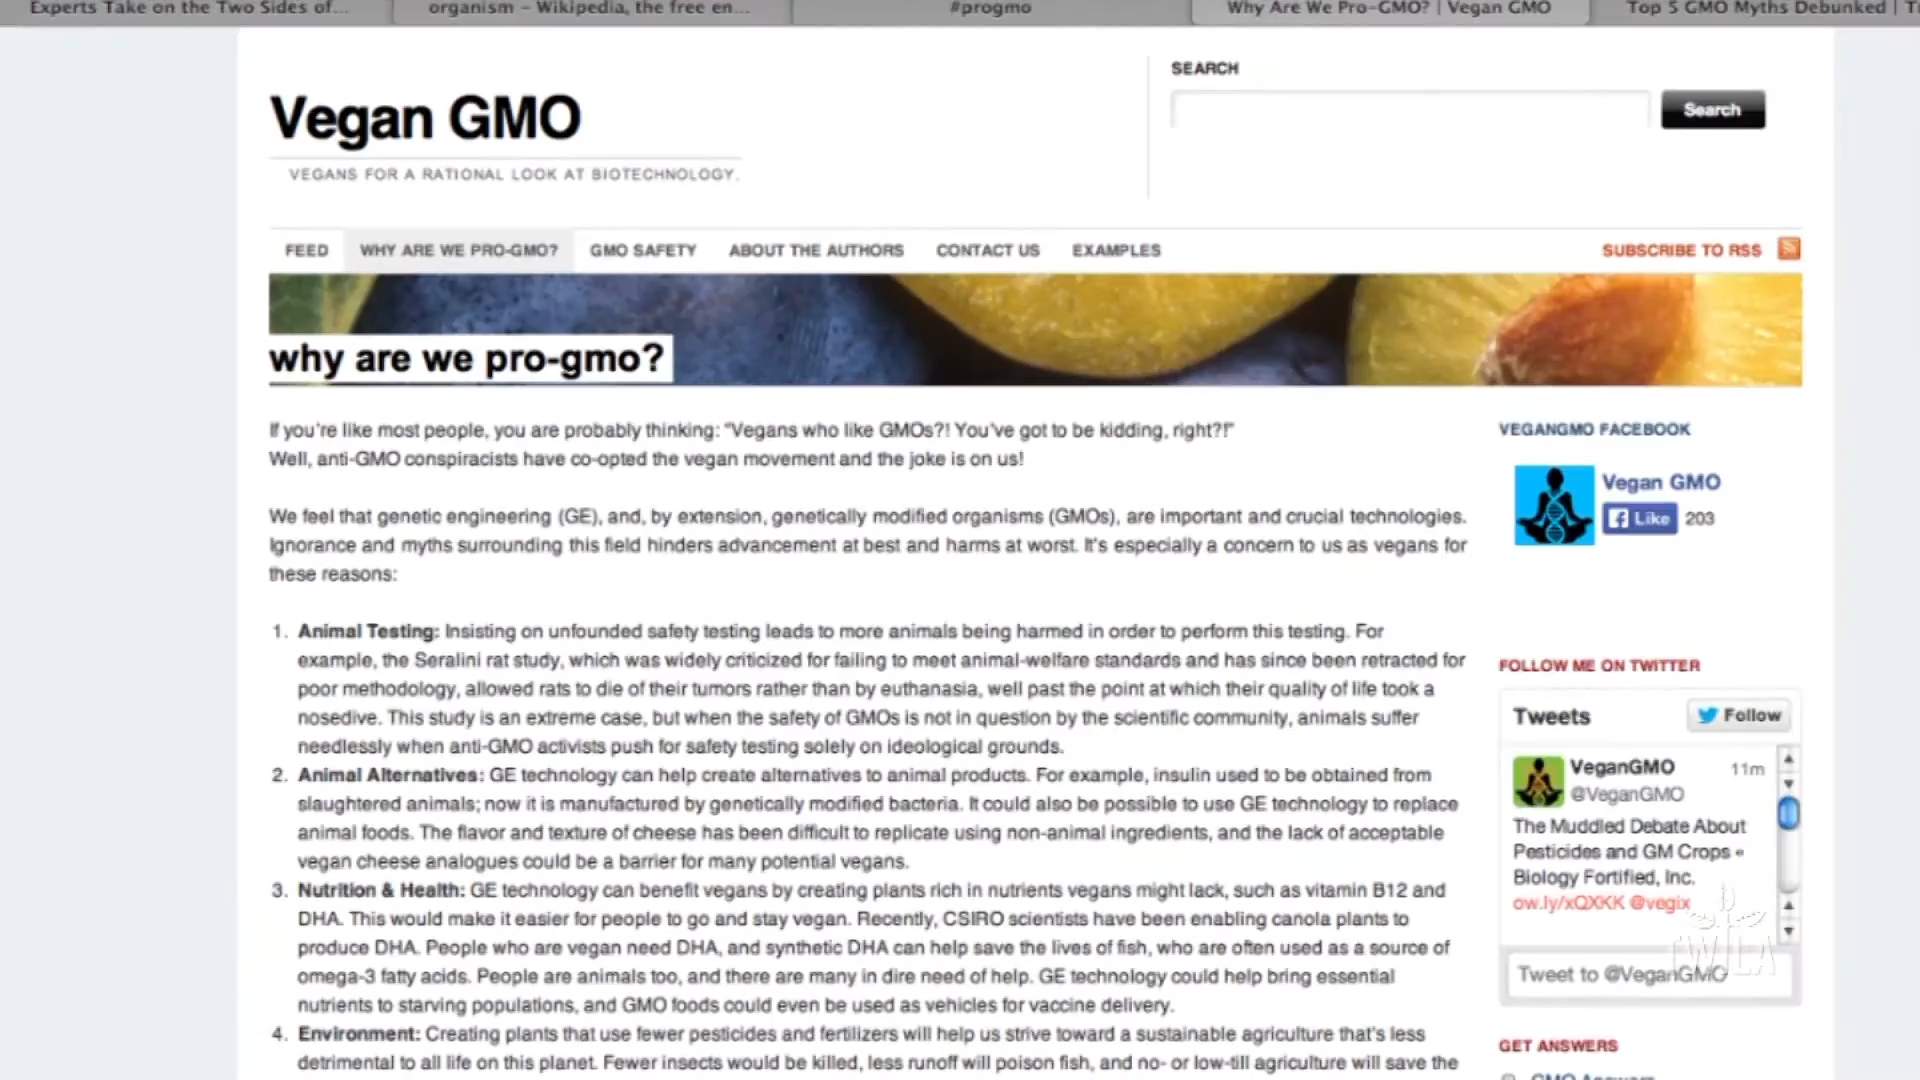 Experts Take on the Two Sides of...
organism – Wikipedia, the free en...
#progmo
Why Are We Pro-GMO? | Vegan GMO
Top 5 GMO Myths Debunked |
SEARCH
Search
Vegan GMO
VEGANS FOR A RATIONAL LOOK AT BIOTECHNOLOGY.
FEED WHY ARE WE PRO-GMO? GMO SAFETY ABOUT THE AUTHORS CONTACT US EXAMPLES SUBSCRIBE TO RSS
why are we pro-gmo?
If you're like most people, you are probably thinking: "Vegans who like GMOs?! You've got to be kidding, right?!"
Well, anti-GMO conspiracists have co-opted the vegan movement and the joke is on us!
We feel that genetic engineering (GE), and, by extension, genetically modified organisms (GMOs), are important and crucial technologies.
Ignorance and myths surrounding this field hinders advancement at best and harms at worst. It's especially a concern to us as vegans for
these reasons:
1. Animal Testing: Insisting on unfounded safety testing leads to more animals being harmed in order to perform this testing. For
example, the Seralini rat study, which was widely criticized for failing to meet animal-welfare standards and has since been retracted for
poor methodology, allowed rats to die of their tumors rather than by euthanasia, well past the point at which their quality of life took a
nosedive. This study is an extreme case, but when the safety of GMOs is not in question by the scientific community, animals suffer
needlessly when anti-GMO activists push for safety testing solely on ideological grounds.
2. Animal Alternatives: GE technology can help create alternatives to animal products. For example, insulin used to be obtained from
slaughtered animals; now it is manufactured by genetically modified bacteria. It could also be possible to use GE technology to replace
animal foods. The flavor and texture of cheese has been difficult to replicate using non-animal ingredients, and the lack of acceptable
vegan cheese analogues could be a barrier for many potential vegans.
3. Nutrition & Health: GE technology can benefit vegans by creating plants rich in nutrients vegans might lack, such as vitamin B12 and
DHA. This would make it easier for people to go and stay vegan. Recently, CSIRO scientists have been enabling canola plants to
produce DHA. People who are vegan need DHA, and synthetic DHA can help save the lives of fish, who are often used as a source of
omega-3 fatty acids. People are animals too, and there are many in dire need of help. GE technology could help bring essential
nutrients to starving populations, and GMO foods could even be used as vehicles for vaccine delivery.
4. Environment: Creating plants that use fewer pesticides and fertilizers will help us strive toward a sustainable agriculture that's less
detrimental to all life on this planet. Fewer insects would be killed, less runoff will poison fish, and no- or low-till agriculture will save the
VEGANGMO FACEBOOK
Vegan GMO
Like 203
FOLLOW ME ON TWITTER
Tweets Follow
VeganGMO 11m
@VeganGMO
The Muddled Debate About
Pesticides and GM Crops «
Biology Fortified, Inc.
ow.ly/xQXKK @vegix
Tweet to @VeganGMO
GET ANSWERS
GMO Answers